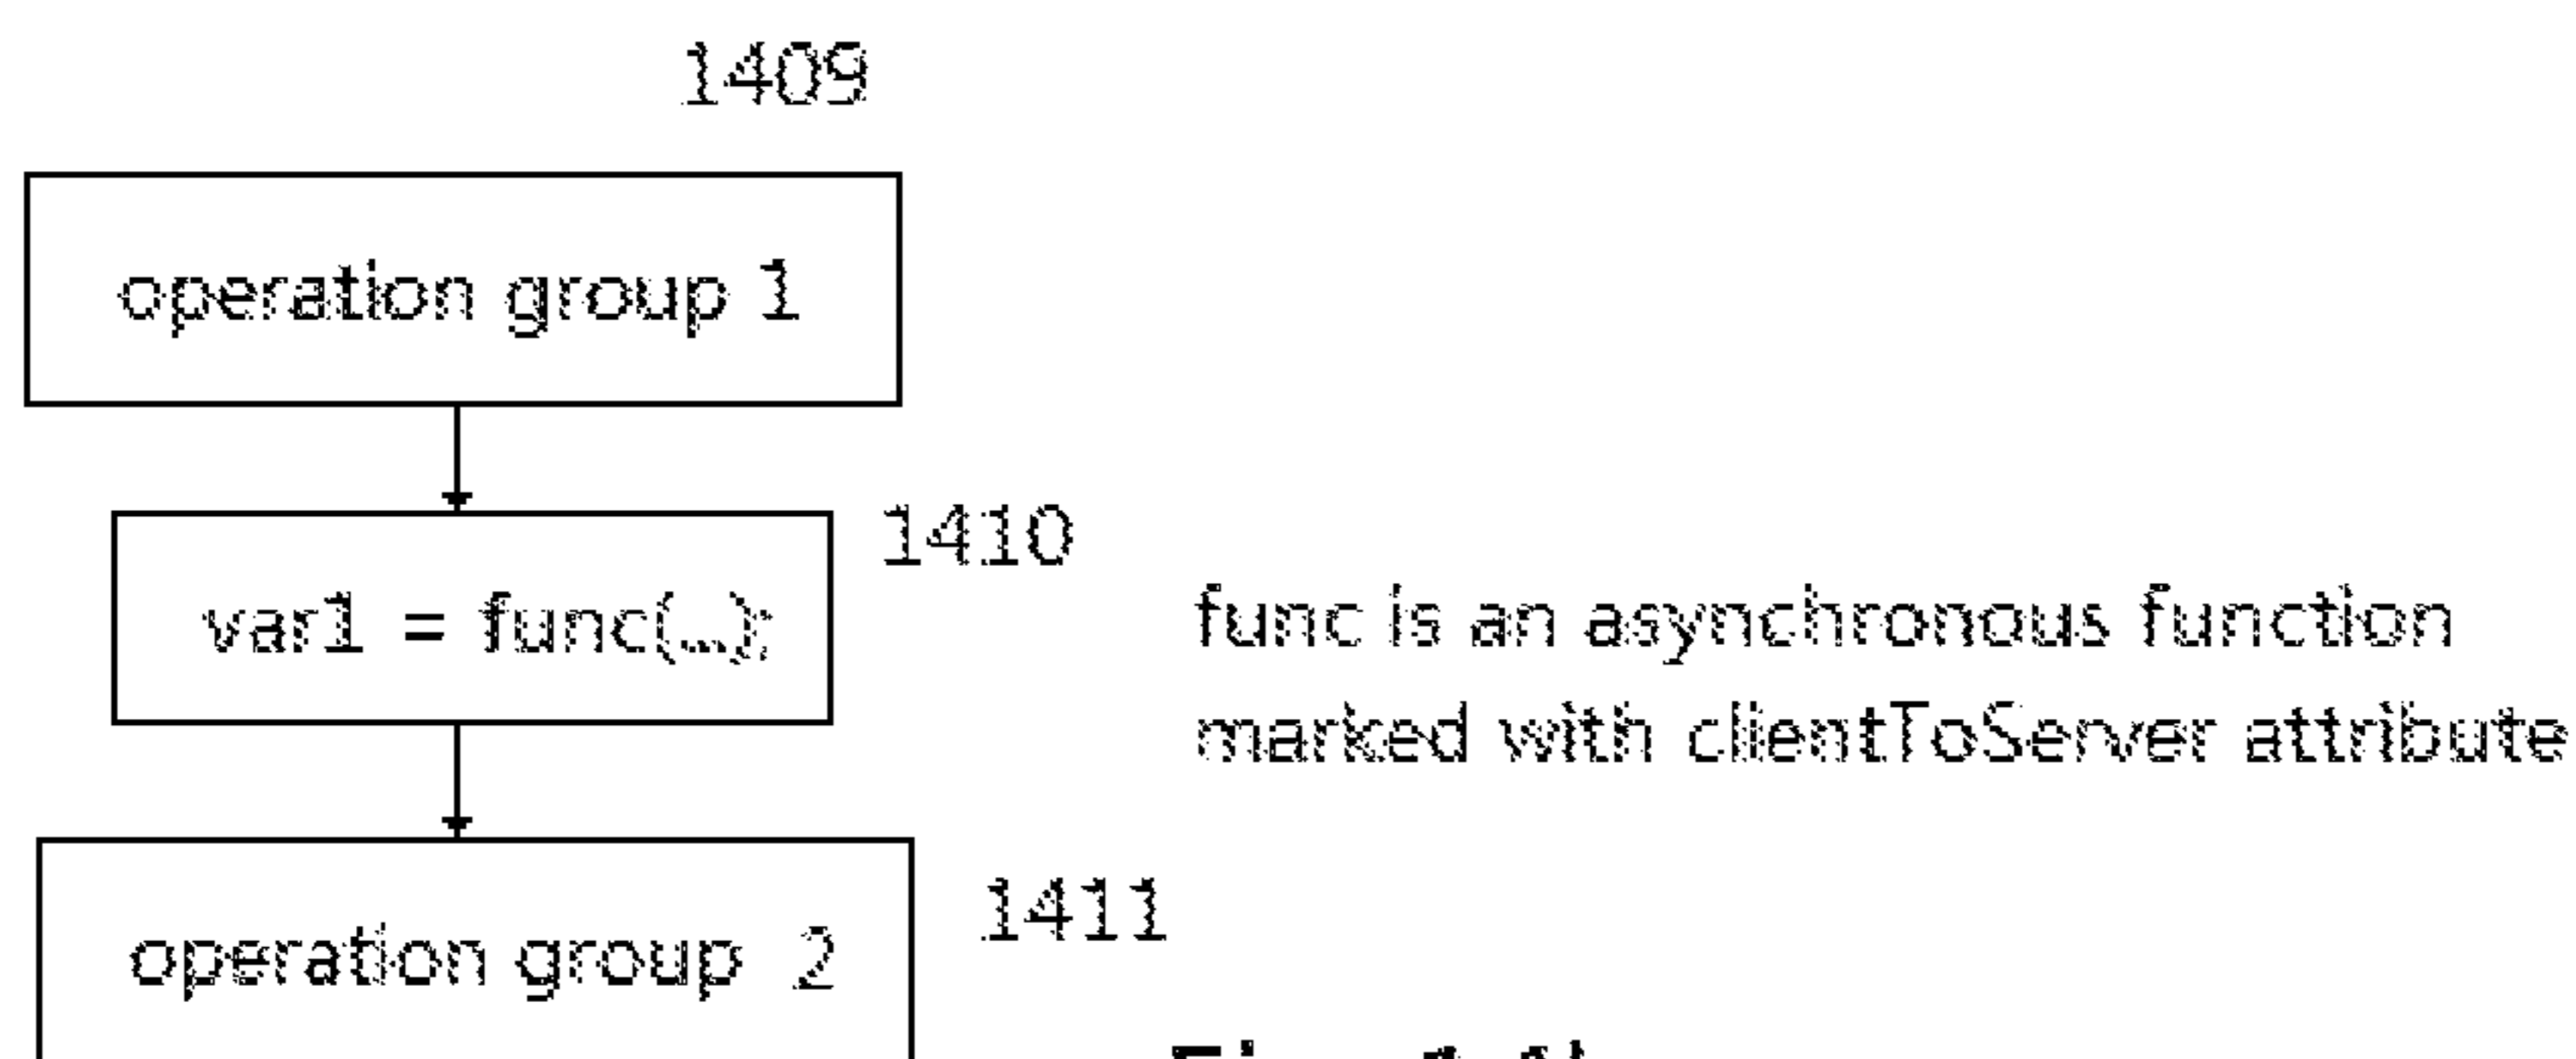 1409
operation group 1
1410
var1 = func(...);
func is an asynchronous function
marked with clientToServer attribute
1411
operation group 2